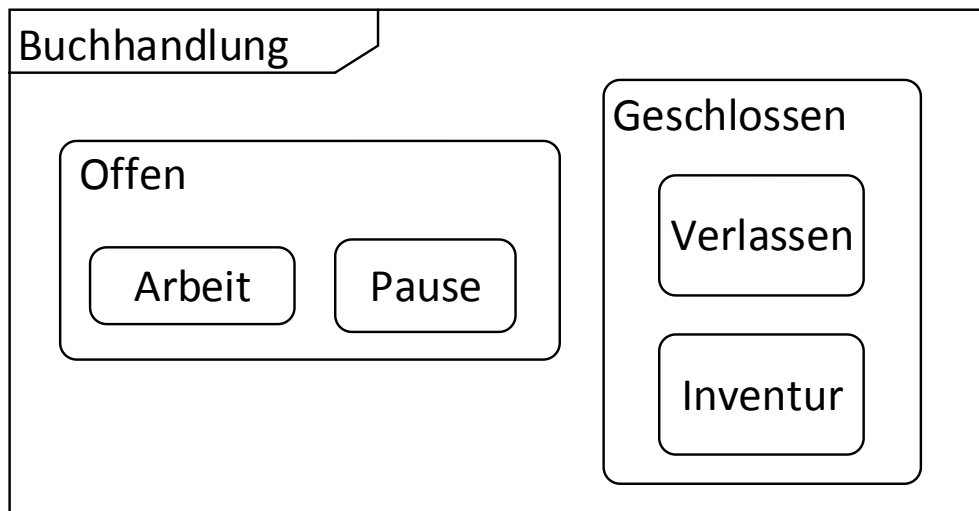 Buchhandlung
Offen
Arbeit
Pause
Geschlossen
Verlassen
Inventur